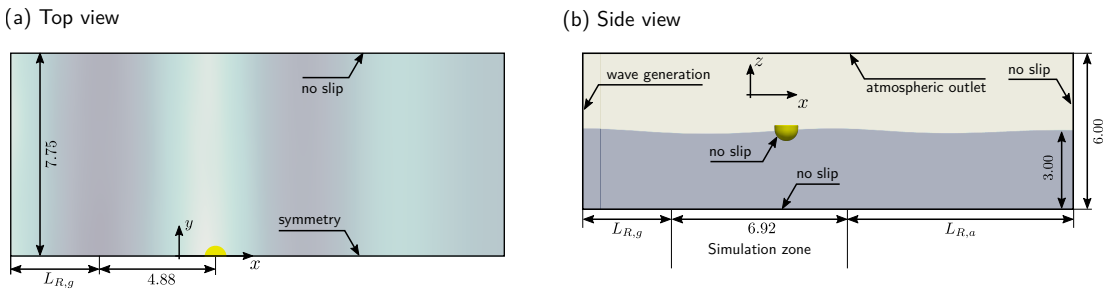 (a) Top view
no slip
7.75
symmetry
y
x
L_{R,g}
4.88
(b) Side view
wave generation
z
x
atmospheric outlet
no slip
6.00
no slip
no slip
3.00
L_{R,g}
6.92
L_{R,a}
Simulation zone